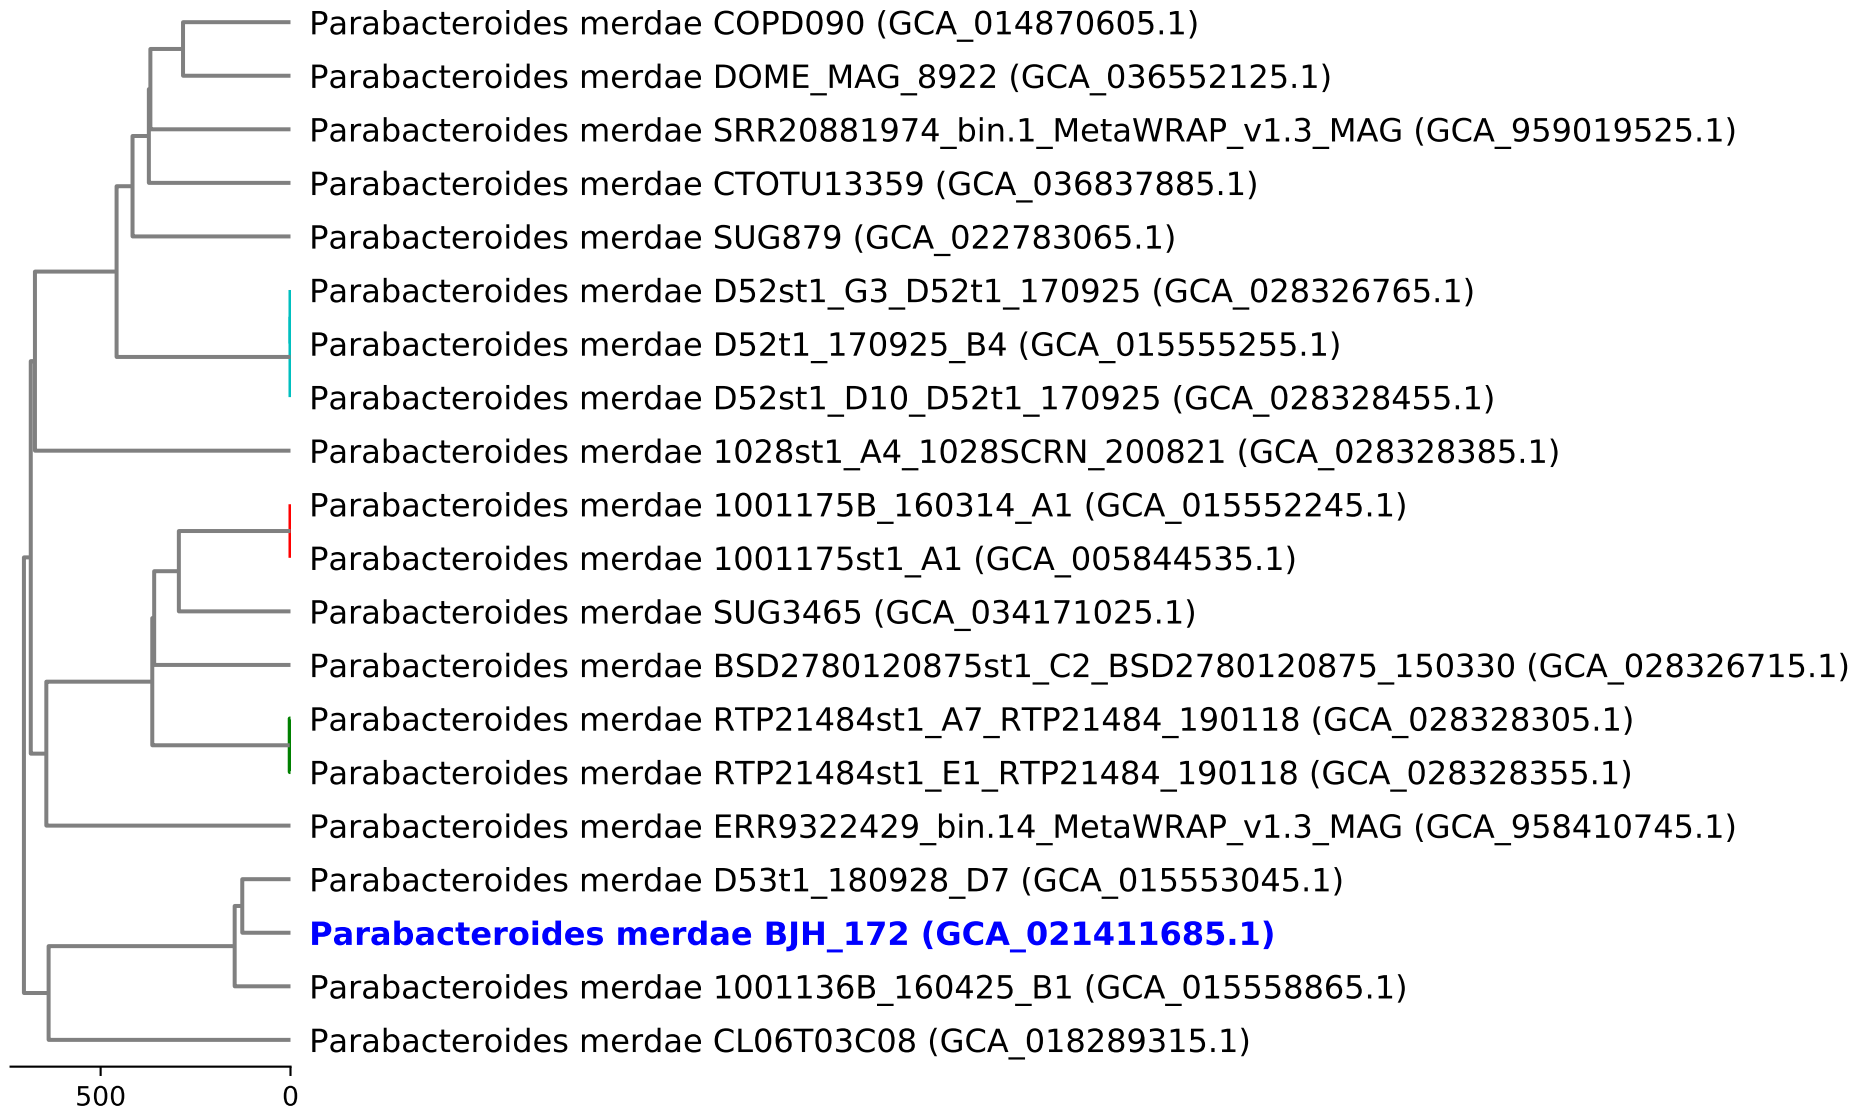 Parabacteroides merdae COPD090 (GCA_014870605.1)
Parabacteroides merdae DOME_MAG_8922 (GCA_036552125.1)
Parabacteroides merdae SRR20881974_bin.1_MetaWRAP_v1.3_MAG (GCA_959019525.1)
Parabacteroides merdae CTOTU13359 (GCA_036837885.1)
Parabacteroides merdae SUG879 (GCA_022783065.1)
Parabacteroides merdae D52st1_G3_D52t1_170925 (GCA_028326765.1)
Parabacteroides merdae D52t1_170925_B4 (GCA_015555255.1)
Parabacteroides merdae D52st1_D10_D52t1_170925 (GCA_028328455.1)
Parabacteroides merdae 1028st1_A4_1028SCRN_200821 (GCA_028328385.1)
Parabacteroides merdae 1001175B_160314_A1 (GCA_015552245.1)
Parabacteroides merdae 1001175st1_A1 (GCA_005844535.1)
Parabacteroides merdae SUG3465 (GCA_034171025.1)
Parabacteroides merdae BSD2780120875st1_C2_BSD2780120875_150330 (GCA_028326715.1)
Parabacteroides merdae RTP21484st1_A7_RTP21484_190118 (GCA_028328305.1)
Parabacteroides merdae RTP21484st1_E1_RTP21484_190118 (GCA_028328355.1)
Parabacteroides merdae ERR9322429_bin.14_MetaWRAP_v1.3_MAG (GCA_958410745.1)
Parabacteroides merdae D53t1_180928_D7 (GCA_015553045.1)
Parabacteroides merdae BJH_172 (GCA_021411685.1)
Parabacteroides merdae 1001136B_160425_B1 (GCA_015558865.1)
Parabacteroides merdae CL06T03C08 (GCA_018289315.1)
500 0